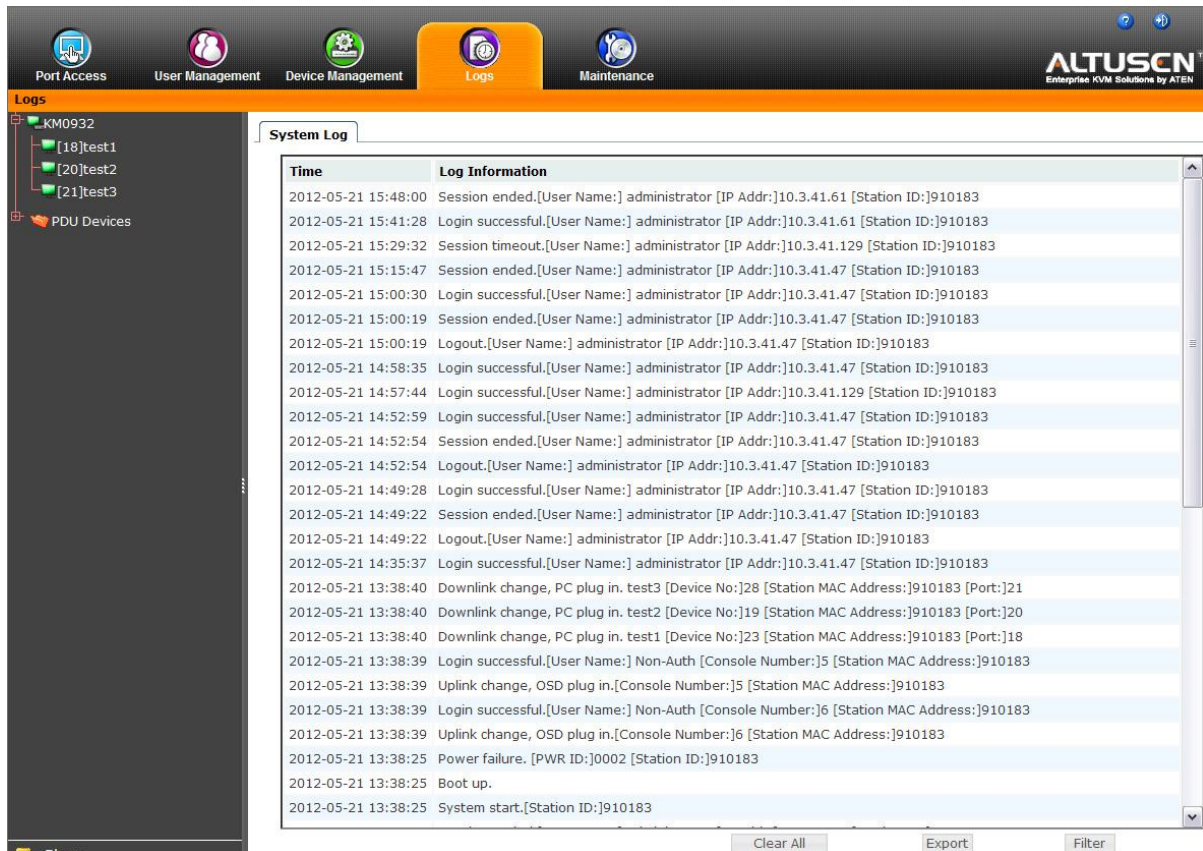 Port Access
User Management
Device Management
Logs
Maintenance
ALTUSEN
Enterprise KVM Solutions by ATEN
Logs
KM0932
[18]test1
[20]test2
[21]test3
PDU Devices
System Log
Time Log Information
2012-05-21 15:48:00 Session ended.[User Name:] administrator [IP Addr:]10.3.41.61 [Station ID:]910183
2012-05-21 15:41:28 Login successful.[User Name:] administrator [IP Addr:]10.3.41.61 [Station ID:]910183
2012-05-21 15:29:32 Session timeout.[User Name:] administrator [IP Addr:]10.3.41.129 [Station ID:]910183
2012-05-21 15:15:47 Session ended.[User Name:] administrator [IP Addr:]10.3.41.47 [Station ID:]910183
2012-05-21 15:00:30 Login successful.[User Name:] administrator [IP Addr:]10.3.41.47 [Station ID:]910183
2012-05-21 15:00:19 Session ended.[User Name:] administrator [IP Addr:]10.3.41.47 [Station ID:]910183
2012-05-21 15:00:19 Logout.[User Name:] administrator [IP Addr:]10.3.41.47 [Station ID:]910183
2012-05-21 14:58:35 Login successful.[User Name:] administrator [IP Addr:]10.3.41.47 [Station ID:]910183
2012-05-21 14:57:44 Login successful.[User Name:] administrator [IP Addr:]10.3.41.129 [Station ID:]910183
2012-05-21 14:52:59 Login successful.[User Name:] administrator [IP Addr:]10.3.41.47 [Station ID:]910183
2012-05-21 14:52:54 Session ended.[User Name:] administrator [IP Addr:]10.3.41.47 [Station ID:]910183
2012-05-21 14:52:54 Logout.[User Name:] administrator [IP Addr:]10.3.41.47 [Station ID:]910183
2012-05-21 14:49:28 Login successful.[User Name:] administrator [IP Addr:]10.3.41.47 [Station ID:]910183
2012-05-21 14:49:22 Session ended.[User Name:] administrator [IP Addr:]10.3.41.47 [Station ID:]910183
2012-05-21 14:49:22 Logout.[User Name:] administrator [IP Addr:]10.3.41.47 [Station ID:]910183
2012-05-21 14:35:37 Login successful.[User Name:] administrator [IP Addr:]10.3.41.47 [Station ID:]910183
2012-05-21 13:38:40 Downlink change, PC plug in. test3 [Device No:]28 [Station MAC Address:]910183 [Port:]21
2012-05-21 13:38:40 Downlink change, PC plug in. test2 [Device No:]19 [Station MAC Address:]910183 [Port:]20
2012-05-21 13:38:40 Downlink change, PC plug in. test1 [Device No:]23 [Station MAC Address:]910183 [Port:]18
2012-05-21 13:38:39 Login successful.[User Name:] Non-Auth [Console Number:]5 [Station MAC Address:]910183
2012-05-21 13:38:39 Uplink change, OSD plug in.[Console Number:]5 [Station MAC Address:]910183
2012-05-21 13:38:39 Login successful.[User Name:] Non-Auth [Console Number:]6 [Station MAC Address:]910183
2012-05-21 13:38:39 Uplink change, OSD plug in.[Console Number:]6 [Station MAC Address:]910183
2012-05-21 13:38:25 Power failure. [PWR ID:]0002 [Station ID:]910183
2012-05-21 13:38:25 Boot up.
2012-05-21 13:38:25 System start.[Station ID:]910183
Clear All
Export
Filter